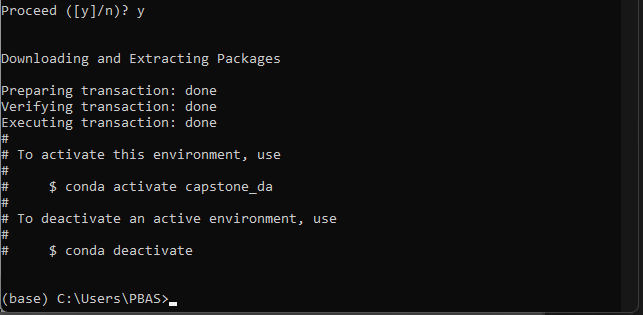 Proceed ([y]/n)? y
Downloading and Extracting Packages
Preparing transaction: done
Verifying transaction: done
Executing transaction: done
#
# To activate this environment, use
#
#     $ conda activate capstone_da
#
# To deactivate an active environment, use
#
#     $ conda deactivate
(base) C:\Users\PBAS>